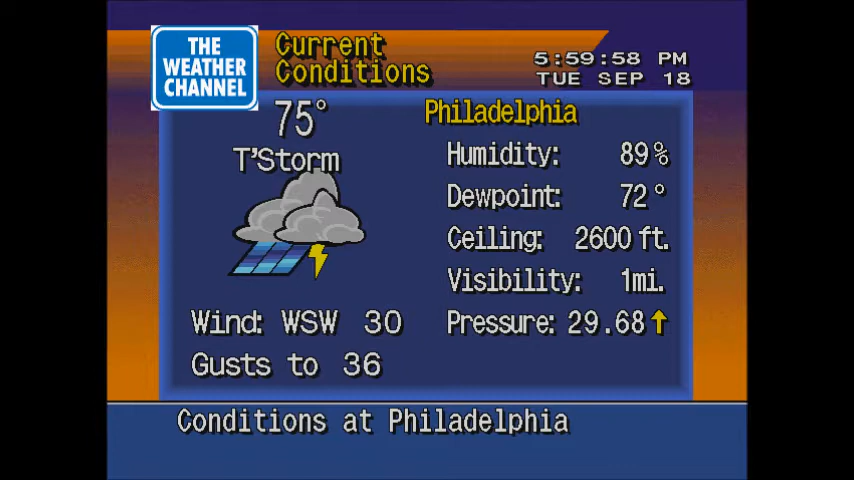 THE
WEATHER
CHANNEL
Current
Conditions
5:59:58 PM
TUE SEP 18
75°
T'Storm
Wind: WSW 30
Gusts to 36
Philadelphia
Humidity: 89%
Dewpoint: 72°
Ceiling: 2600 ft.
Visibility: 1mi.
Pressure: 29.68↑
Conditions at Philadelphia